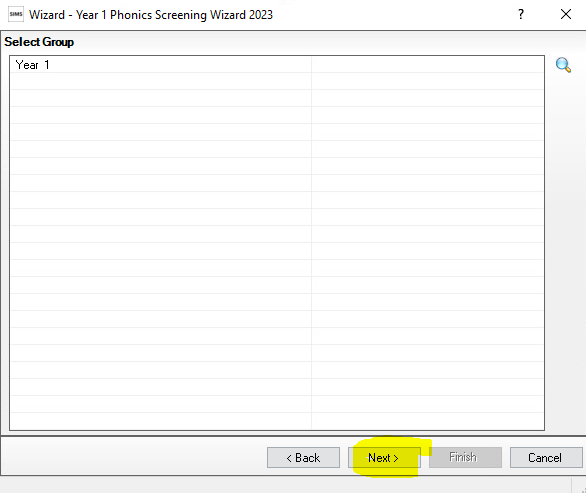 SIMS Wizard - Year 1 Phonics Screening Wizard 2023 ?
Select Group
Year 1
< Back Next > Finish Cancel